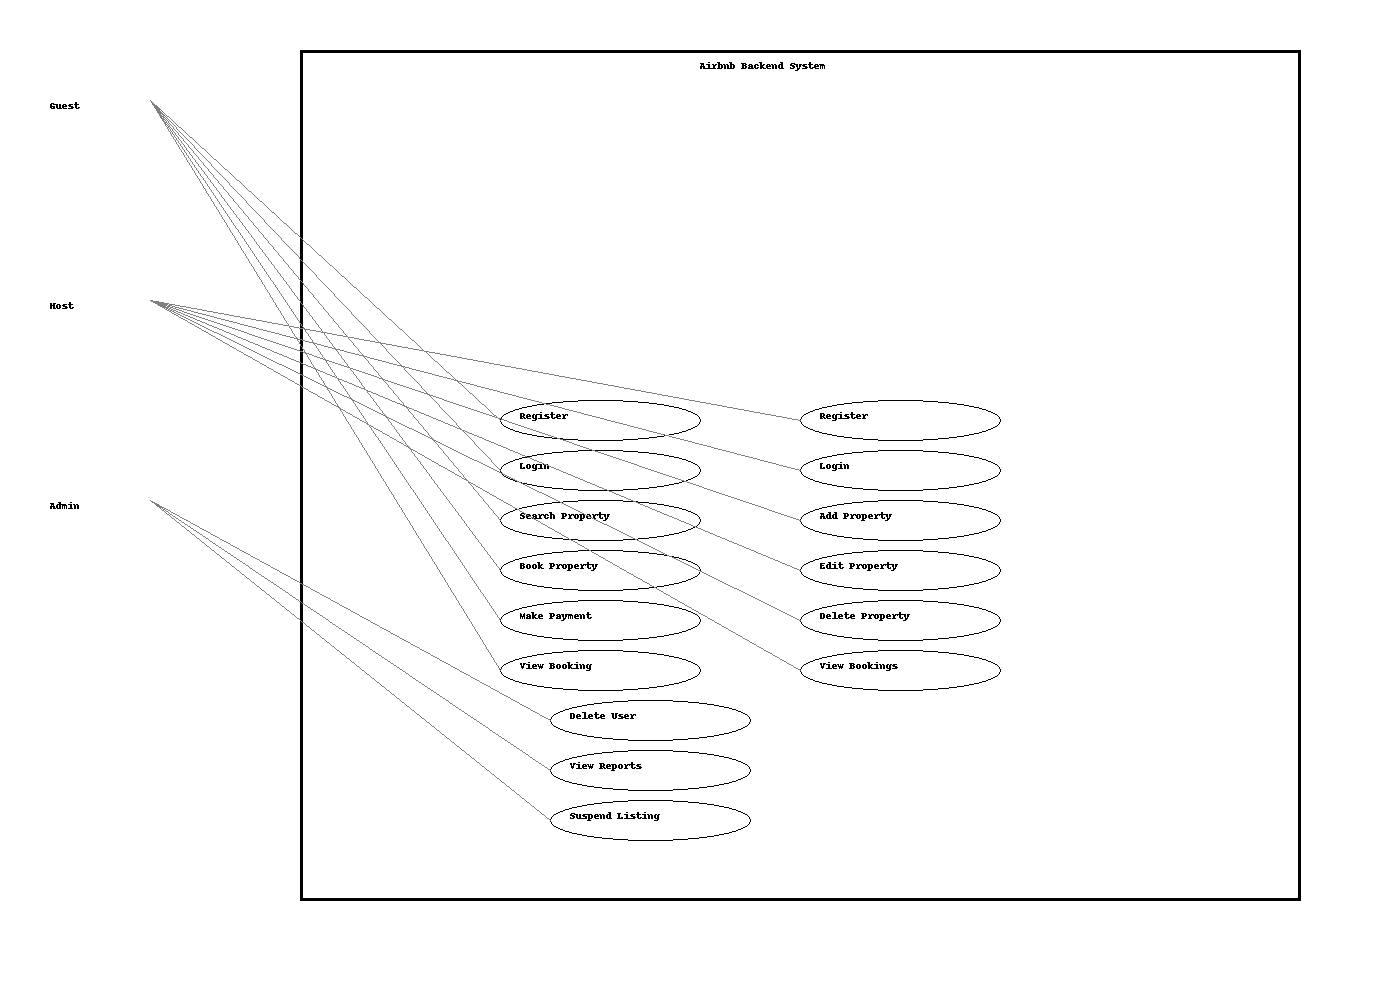 Airbnb Backend System
Guest
Host
Admin
Register
Login
Search Property
Book Property
Make Payment
View Booking
Register
Login
Add Property
Edit Property
Delete Property
View Bookings
Delete User
View Reports
Suspend Listing